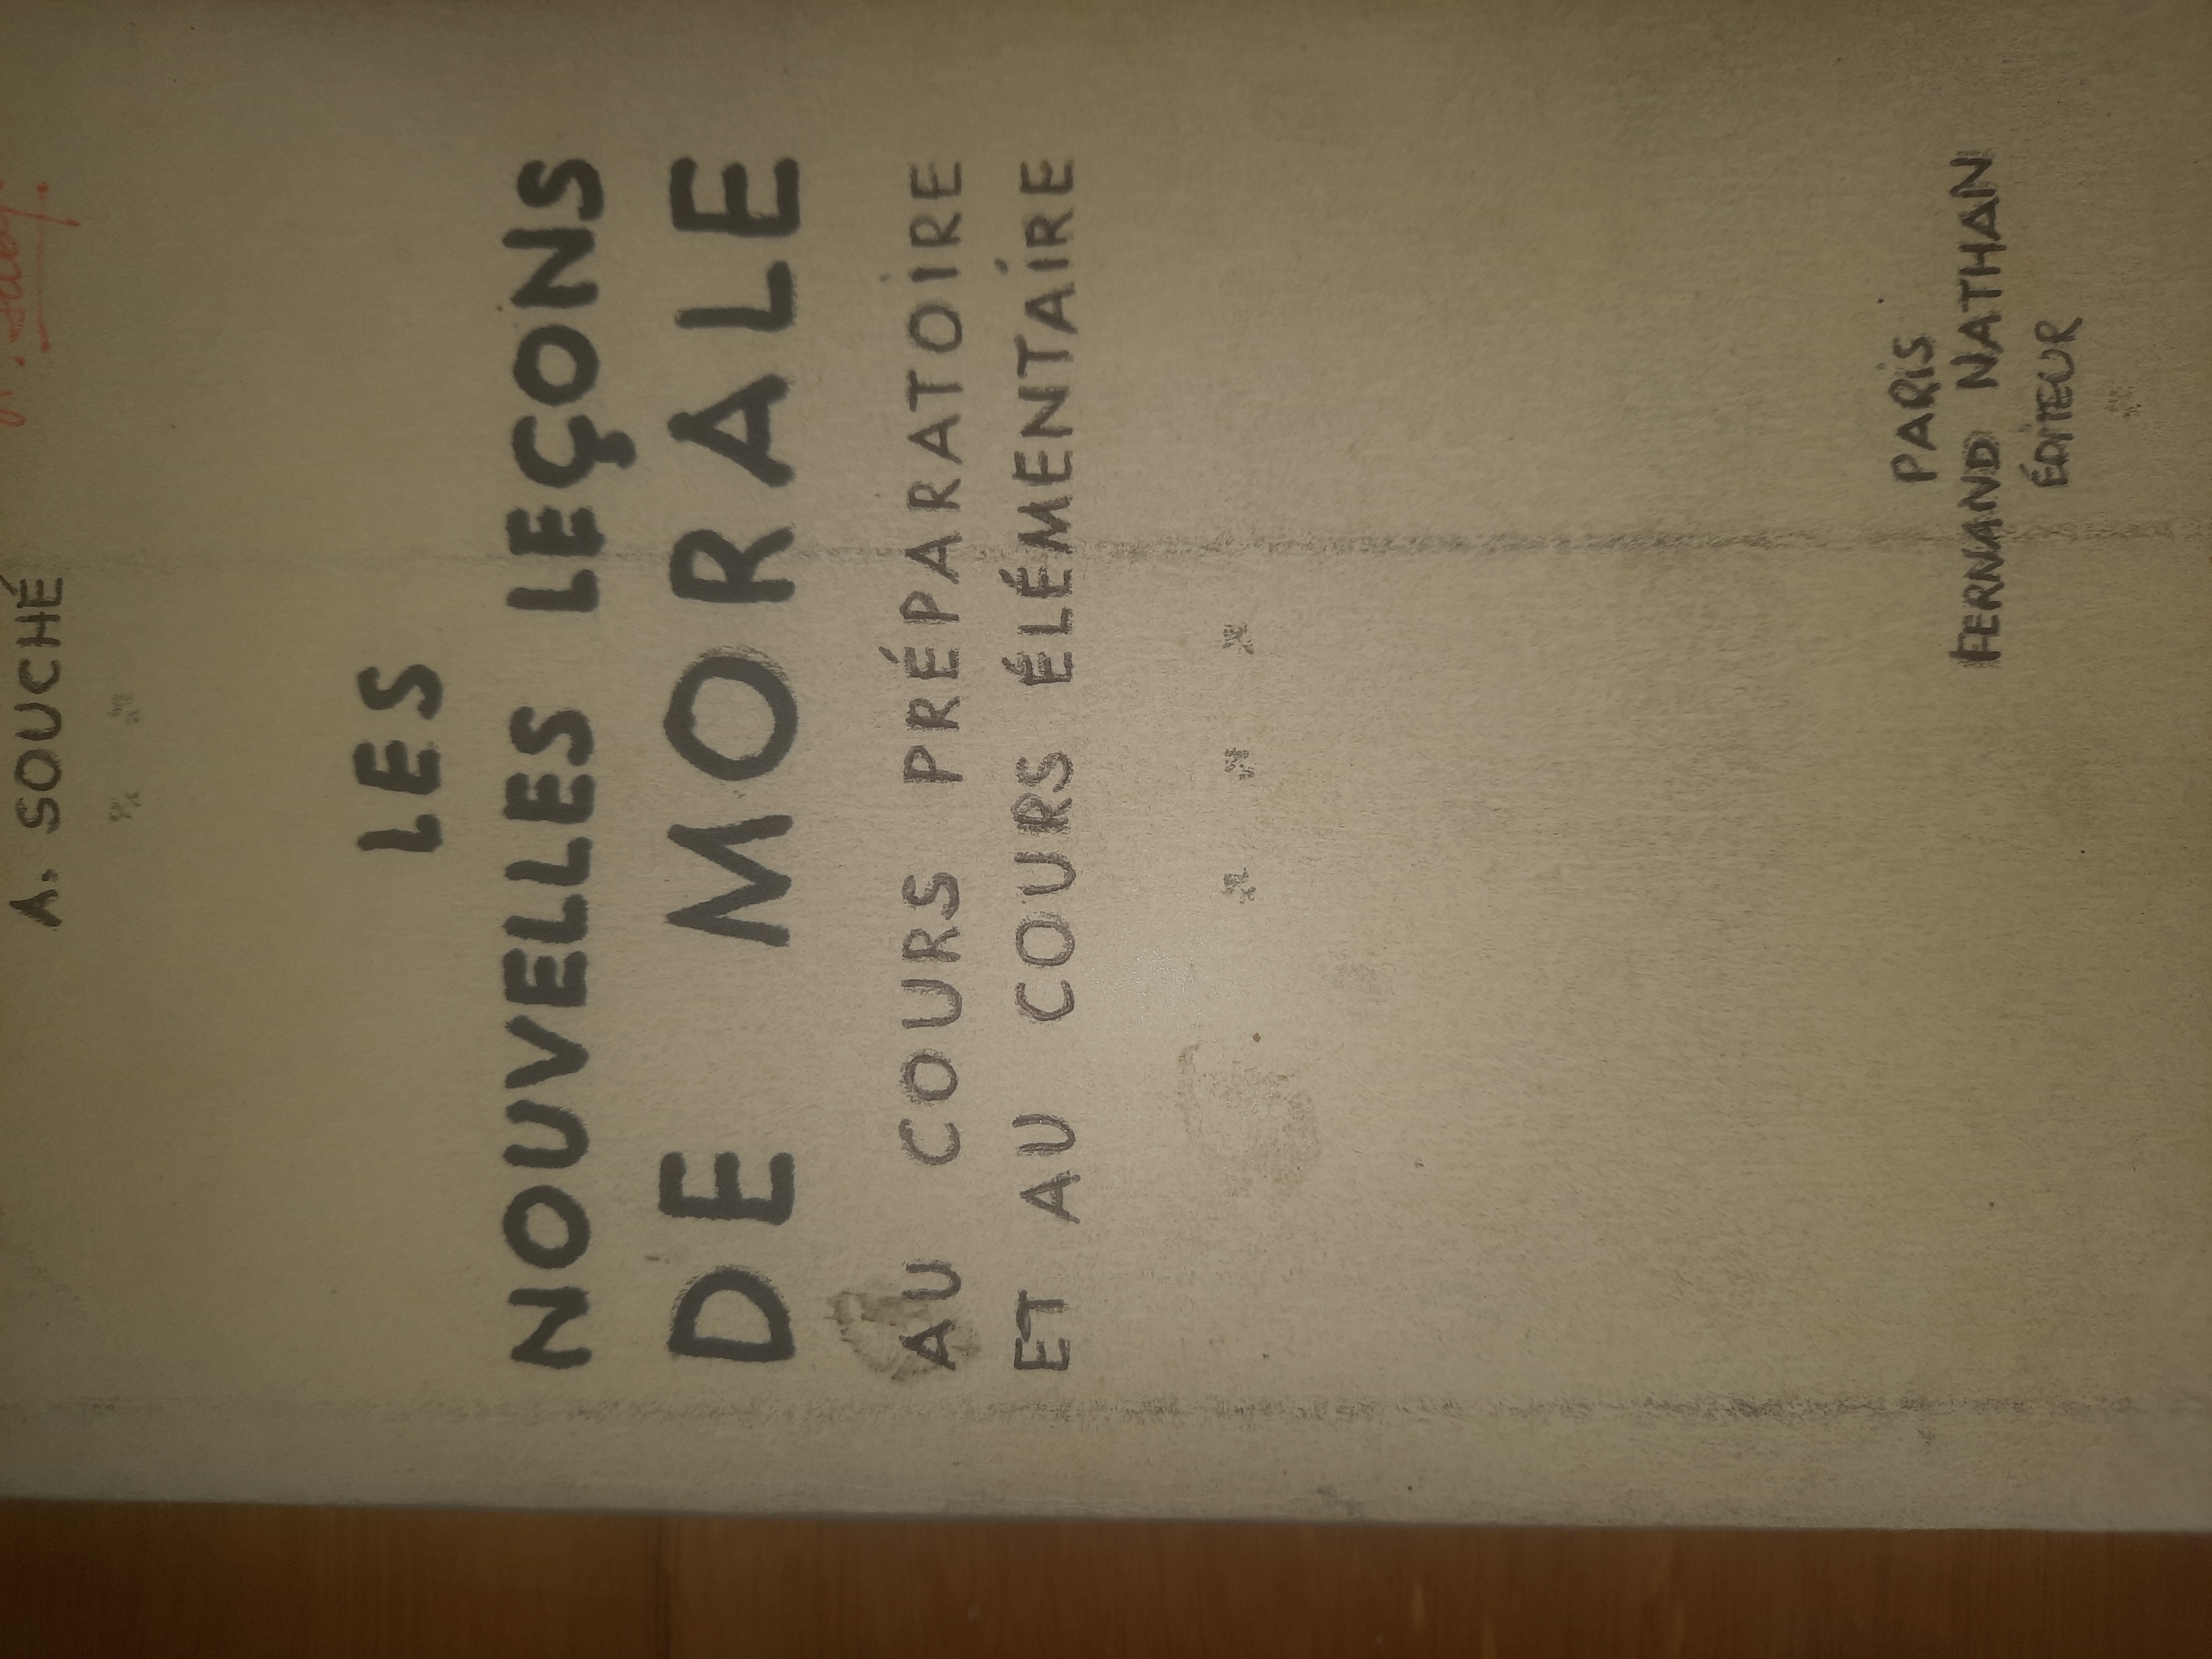 A. SOUCHÉ
LES
NOUVELLES LEÇONS
DE MORALE
AU COURS PRÉPARATOIRE
ET AU COURS ÉLÉMENTAIRE
PARIS
FERNAND NATHAN
ÉDITEUR